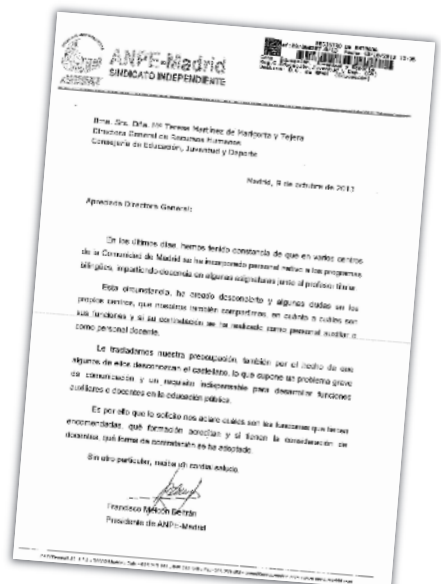 ANPE-Madrid
SINDICATO INDEPENDIENTE
REGISTRO DE ENTRADA
Ilma. Sra. Dña. Mª Teresa Martínez de Marigorta y Tejera
Directora General de Recursos Humanos
Consejería de Educación, Juventud y Deporte
Madrid, 9 de octubre de 2013
Apreciada Directora General:
En los últimos días, hemos tenido constancia de que en varios centros
de la Comunidad de Madrid se ha incorporado personal nativo a los programas
bilingües, impartiendo docencia en algunas asignaturas junto al profesor titular.
Esta circunstancia, ha creado desconcierto y algunas dudas en los
propios centros, que nosotros también compartimos, en cuanto a cuáles son
sus funciones y si su contratación se ha realizado como personal auxiliar o
como personal docente.
Le trasladamos nuestra preocupación, también por el hecho de que
algunos de ellos desconozcan el castellano, lo que supone un problema grave
de comunicación y un requisito indispensable para desarrollar funciones
auxiliares o docentes en la educación pública.
Es por ello que le solicito nos aclare cuáles son las funciones que tienen
encomendadas, qué formación acreditan y si tienen la consideración de
docentes, qué forma de contratación se ha adoptado.
Sin otro particular, reciba un cordial saludo.
Francisco Melcón Beltrán
Presidente de ANPE-Madrid